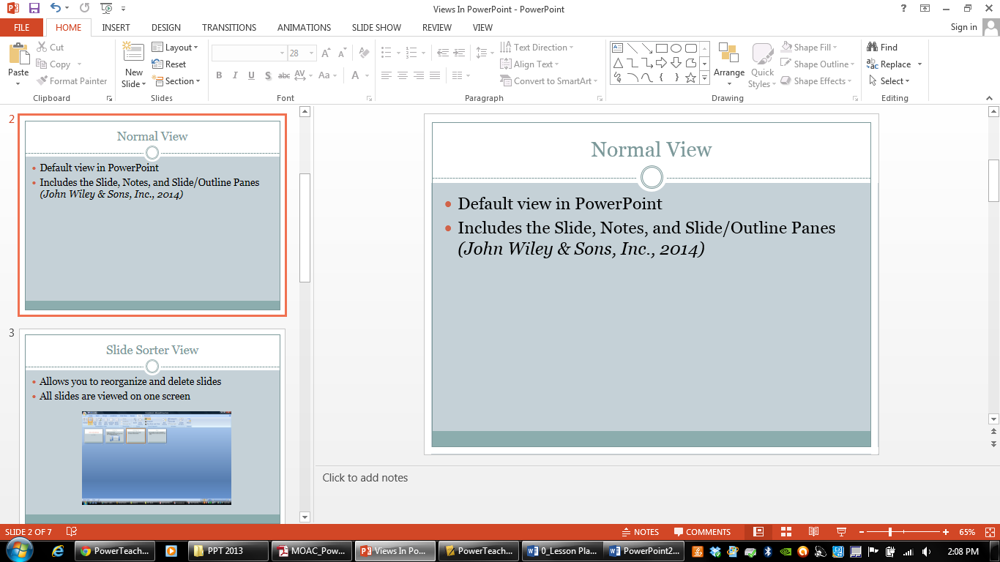 Views In PowerPoint - PowerPoint
?
FILE HOME INSERT DESIGN TRANSITIONS ANIMATIONS SLIDE SHOW REVIEW VIEW Sign in
Paste
Cut
Copy
Format Painter
Clipboard
New
Slide
Layout
Reset
Section
Slides
28
B I U S abc AV Aa A
Font
Text Direction
Align Text
Convert to SmartArt
Paragraph
Arrange
Quick
Styles
Shape Fill
Shape Outline
Shape Effects
Drawing
Find
Replace
Select
Editing
2
Normal View
Default view in PowerPoint
Includes the Slide, Notes, and Slide/Outline Panes
(John Wiley & Sons, Inc., 2014)
3
Slide Sorter View
Allows you to reorganize and delete slides
All slides are viewed on one screen
Normal View
Default view in PowerPoint
Includes the Slide, Notes, and Slide/Outline Panes
(John Wiley & Sons, Inc., 2014)
Click to add notes
SLIDE 2 OF 7 NOTES COMMENTS 65%
PowerTeach... PPT 2013 MOAC_Pow... Views In Po... PowerTeach... 0_Lesson Pla... PowerPoint2... 2:08 PM